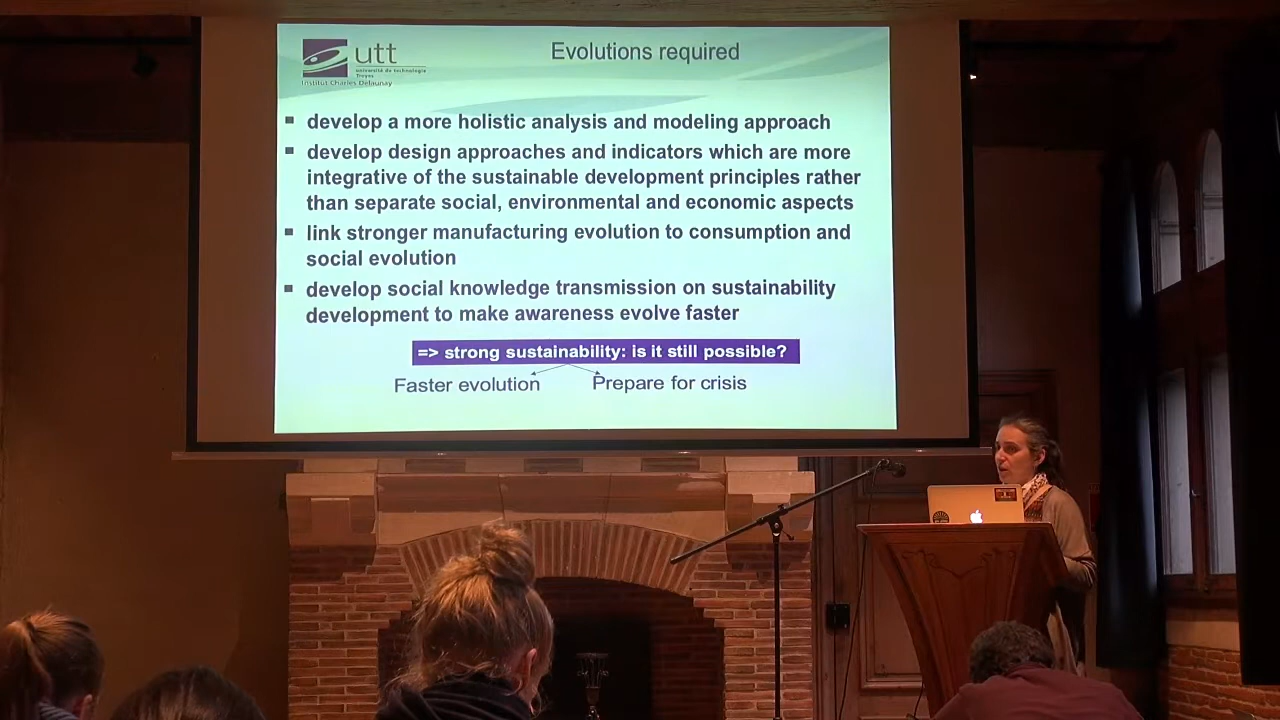 utt
université de technologie
Troyes
Institut Charles Delaunay
Evolutions required
develop a more holistic analysis and modeling approach
develop design approaches and indicators which are more
integrative of the sustainable development principles rather
than separate social, environmental and economic aspects
link stronger manufacturing evolution to consumption and
social evolution
develop social knowledge transmission on sustainability
development to make awareness evolve faster
=> strong sustainability: is it still possible?
Faster evolution
Prepare for crisis